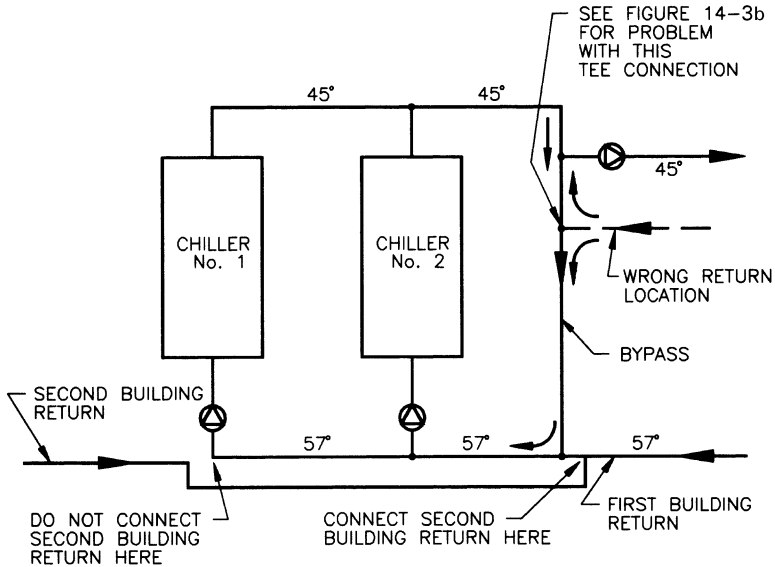 SEE FIGURE 14-3b
FOR PROBLEM
WITH THIS
TEE CONNECTION
45°
45°
45°
CHILLER
No. 1
CHILLER
No. 2
WRONG RETURN
LOCATION
BYPASS
SECOND BUILDING
RETURN
57°
57°
57°
DO NOT CONNECT
SECOND BUILDING
RETURN HERE
CONNECT SECOND
BUILDING RETURN HERE
FIRST BUILDING
RETURN